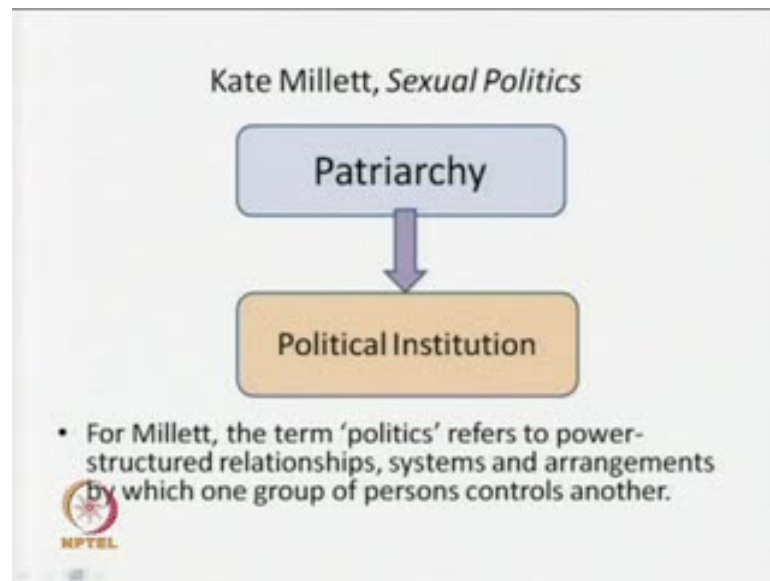 Kate Millett, Sexual Politics
Patriarchy
Political Institution
• For Millett, the term ‘politics’ refers to power-
structured relationships, systems and arrangements
by which one group of persons controls another.
NPTEL